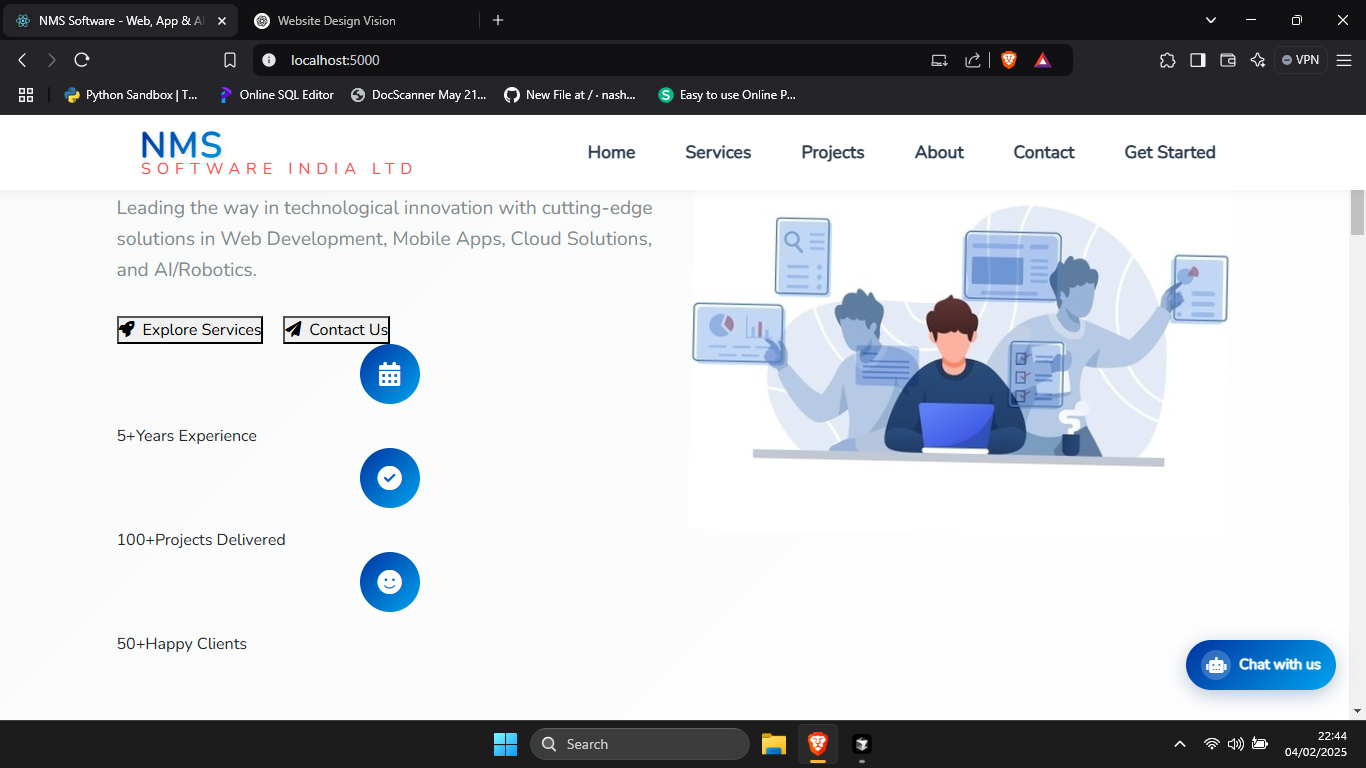 NMS Software - Web, App & AI
Website Design Vision
localhost:5000
VPN
Python Sandbox | T...
Online SQL Editor
DocScanner May 21...
New File at / · nash...
Easy to use Online P...
NMS
SOFTWARE INDIA LTD
Home
Services
Projects
About
Contact
Get Started
Leading the way in technological innovation with cutting-edge
solutions in Web Development, Mobile Apps, Cloud Solutions,
and AI/Robotics.
Explore Services
Contact Us
5+Years Experience
100+Projects Delivered
50+Happy Clients
Chat with us
Search
22:44
04/02/2025